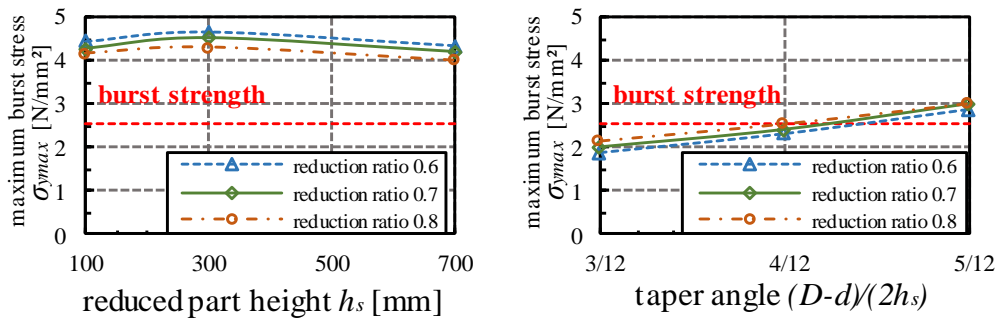 maximum burst stress
σymax [N/mm²]
5
4
3
2
1
0
burst strength
reduction ratio 0.6
reduction ratio 0.7
reduction ratio 0.8
100
300
500
700
reduced part height hs [mm]
maximum burst stress
σymax [N/mm²]
5
4
3
2
1
0
burst strength
reduction ratio 0.6
reduction ratio 0.7
reduction ratio 0.8
3/12
4/12
5/12
taper angle (D-d)/(2hs)